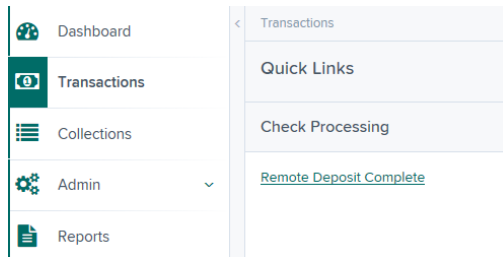 Dashboard
Transactions
Collections
Admin
Reports
Transactions
Quick Links
Check Processing
Remote Deposit Complete